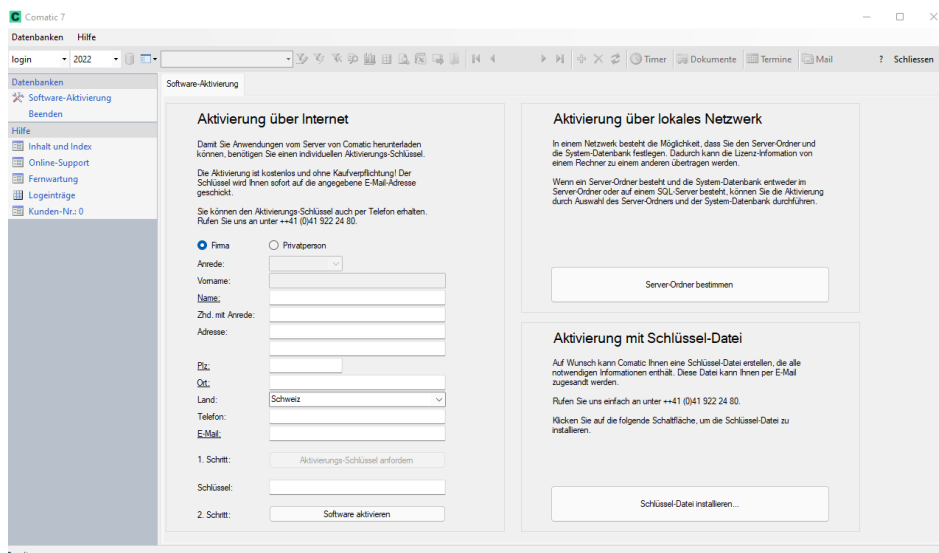 Comatic 7
Datenbanken Hilfe
login 2022 Timer Dokumente Termine Mail ? Schliessen
Datenbanken
Software-Aktivierung
Beenden
Hilfe
Inhalt und Index
Online-Support
Fernwartung
Logeinträge
Kunden-Nr.: 0
Software-Aktivierung
Aktivierung über Internet
Damit Sie Anwendungen vom Server von Comatic herunterladen
können, benötigen Sie einen individuellen Aktivierungs-Schlüssel.
Die Aktivierung ist kostenlos und ohne Kaufverpflichtung! Der
Schlüssel wird Ihnen sofort auf die angegebene E-Mail-Adresse
geschickt.
Sie können den Aktivierungs-Schlüssel auch per Telefon erhalten.
Rufen Sie uns an unter ++41 (0)41 922 24 80.
Firma Privatperson
Anrede:
Vorname:
Name:
Zhd. mit Anrede:
Adresse:
Plz:
Ort:
Land: Schweiz
Telefon:
E-Mail:
1. Schritt: Aktivierungs-Schlüssel anfordern
Schlüssel:
2. Schritt: Software aktivieren
Aktivierung über lokales Netzwerk
In einem Netzwerk besteht die Möglichkeit, dass Sie den Server-Ordner und
die System-Datenbank festlegen. Dadurch kann die Lizenz-Information von
einem Rechner zu einem anderen übertragen werden.
Wenn ein Server-Ordner besteht und die System-Datenbank entweder im
Server-Ordner oder auf einem SQL-Server besteht, können Sie die Aktivierung
durch Auswahl des Server-Ordners und der System-Datenbank durchführen.
Server-Ordner bestimmen
Aktivierung mit Schlüssel-Datei
Auf Wunsch kann Comatic Ihnen eine Schlüssel-Datei erstellen, die alle
notwendigen Informationen enthält. Diese Datei kann Ihnen per E-Mail
zugesandt werden.
Rufen Sie uns einfach an unter ++41 (0)41 922 24 80.
Klicken Sie auf die folgende Schaltfläche, um die Schlüssel-Datei zu
installieren.
Schlüssel-Datei installieren...